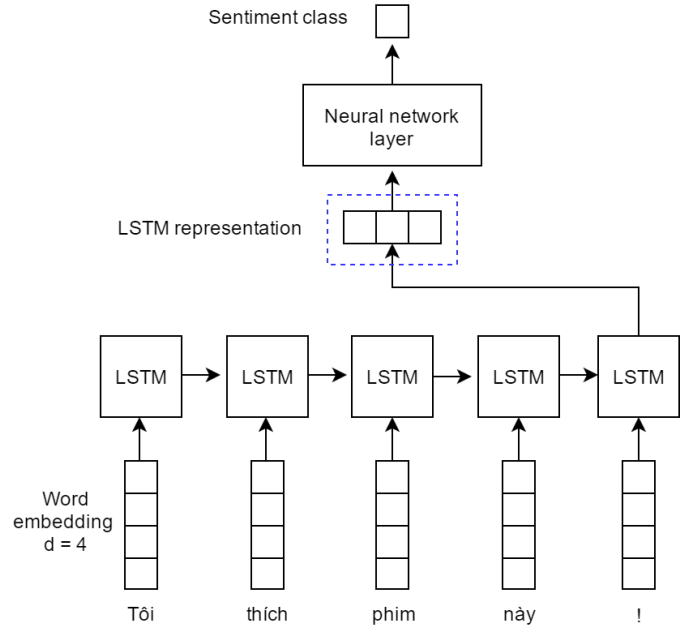 Sentiment class
Neural network
layer
LSTM representation
LSTM
LSTM
LSTM
LSTM
LSTM
Word
embedding
d = 4
Tôi
thích
phim
này
!